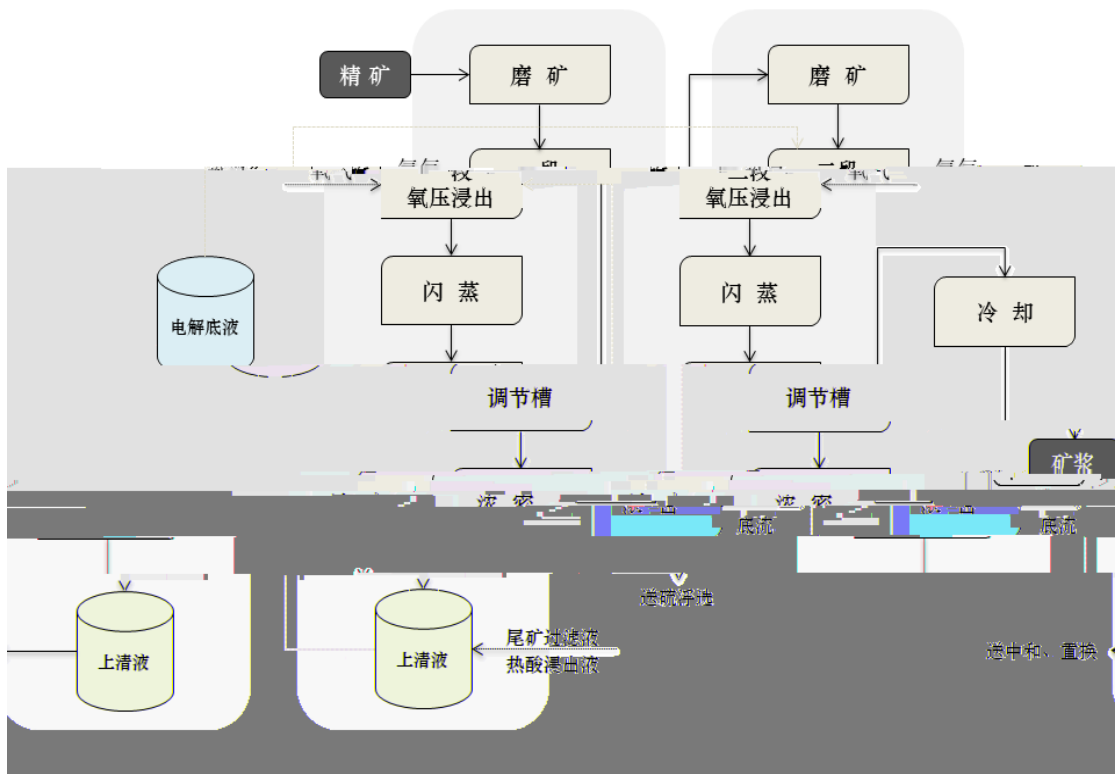 精矿
磨矿
磨矿
氧压浸出
氧压浸出
闪蒸
闪蒸
冷却
电解底液
调节槽
调节槽
矿浆
底流
底流
送硫浮选
尾矿过滤液
热酸浸出液
上清液
上清液
送中和、置换